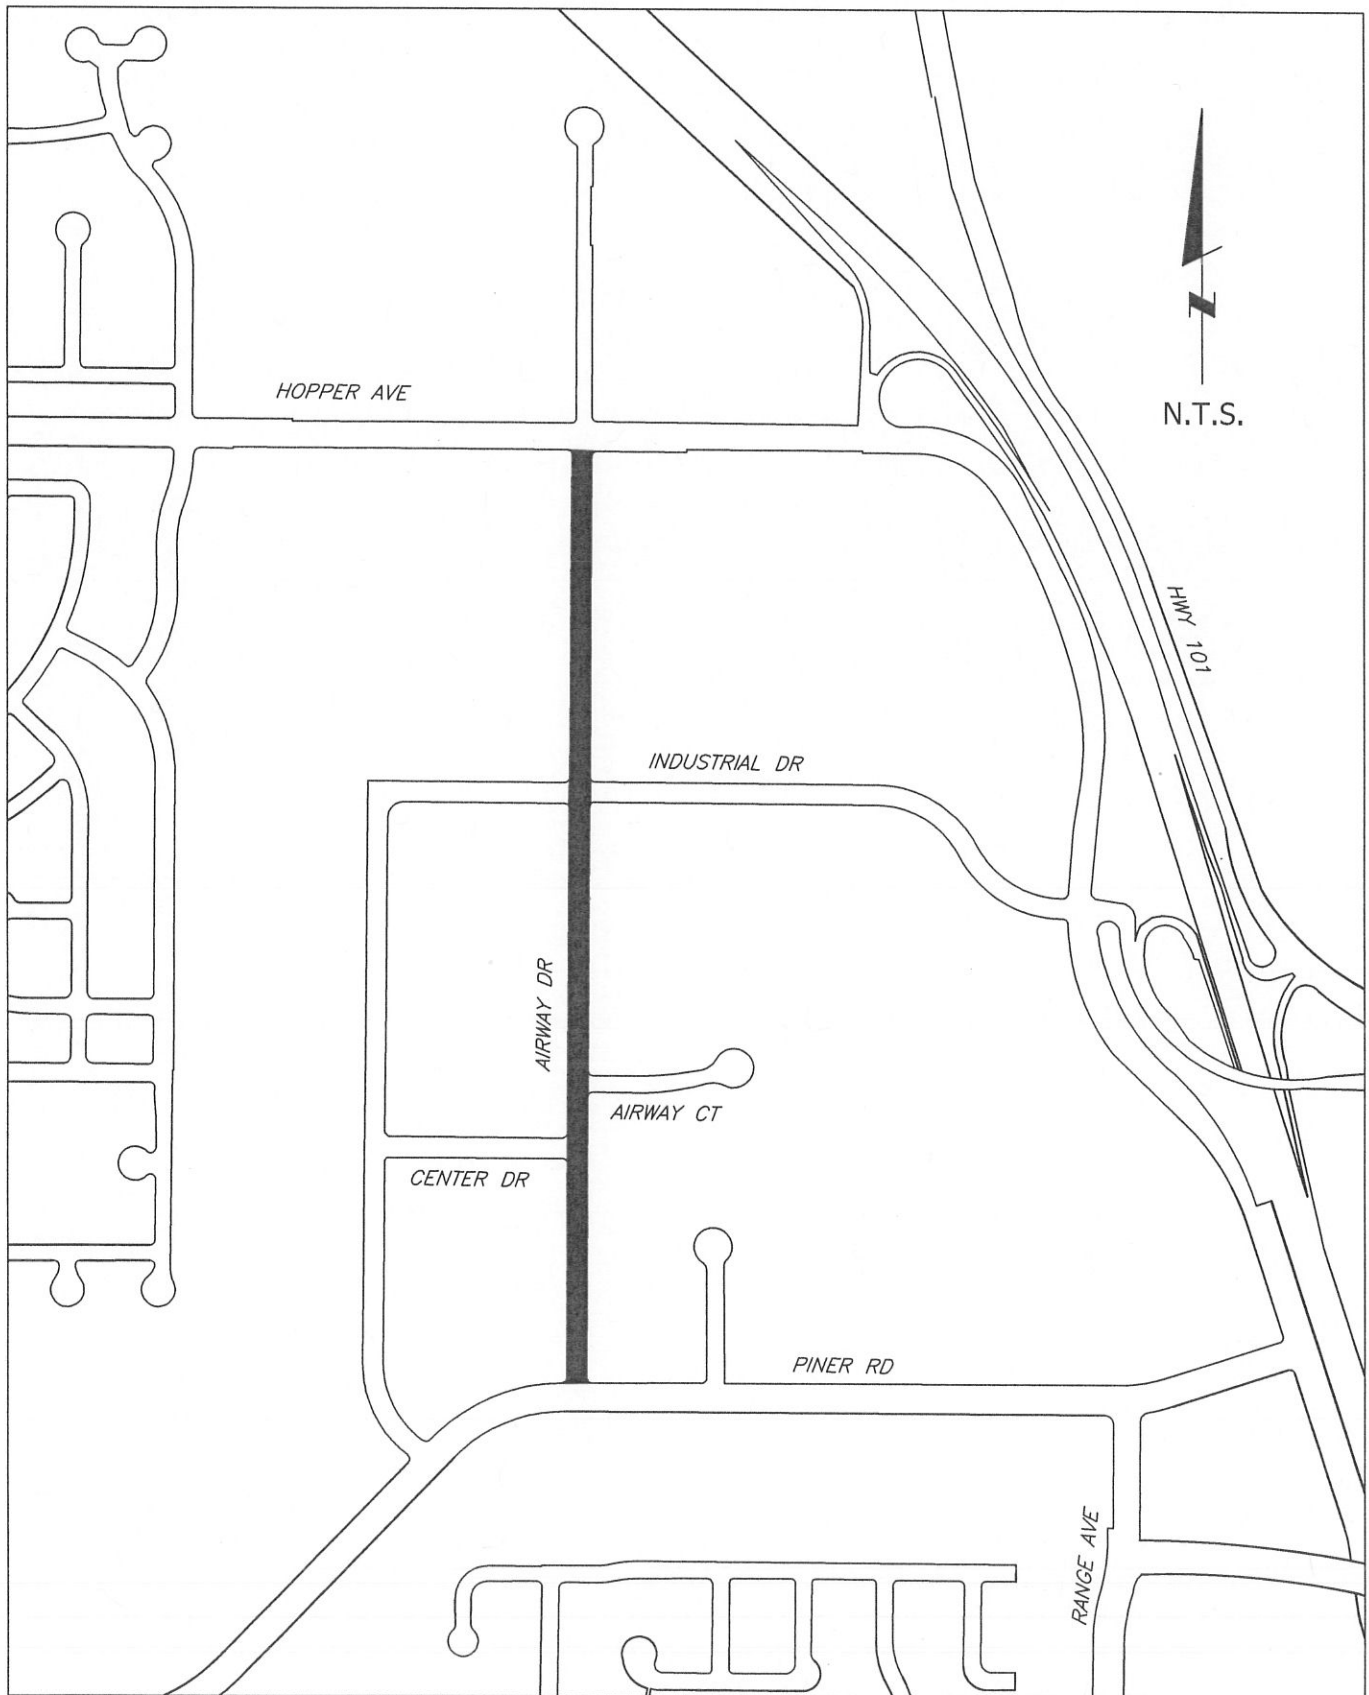 HOPPER AVE
N
N.T.S.
HWY 101
INDUSTRIAL DR
AIRWAY DR
AIRWAY CT
CENTER DR
PINER RD
RANGE AVE